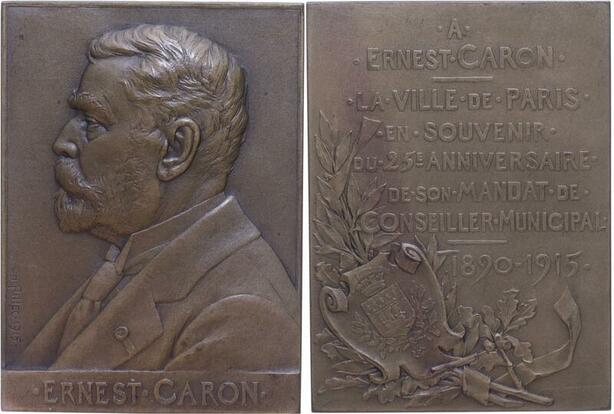 ·ERNEST·CARON·
·A·
·ERNEST·CARON·
·LA·VILLE·DE·PARIS·
·EN·SOUVENIR·
DU·25E·ANNIVERSAIRE·
DE·SON·MANDAT·DE·
CONSEILLER·MUNICIPAL
1890-1915·